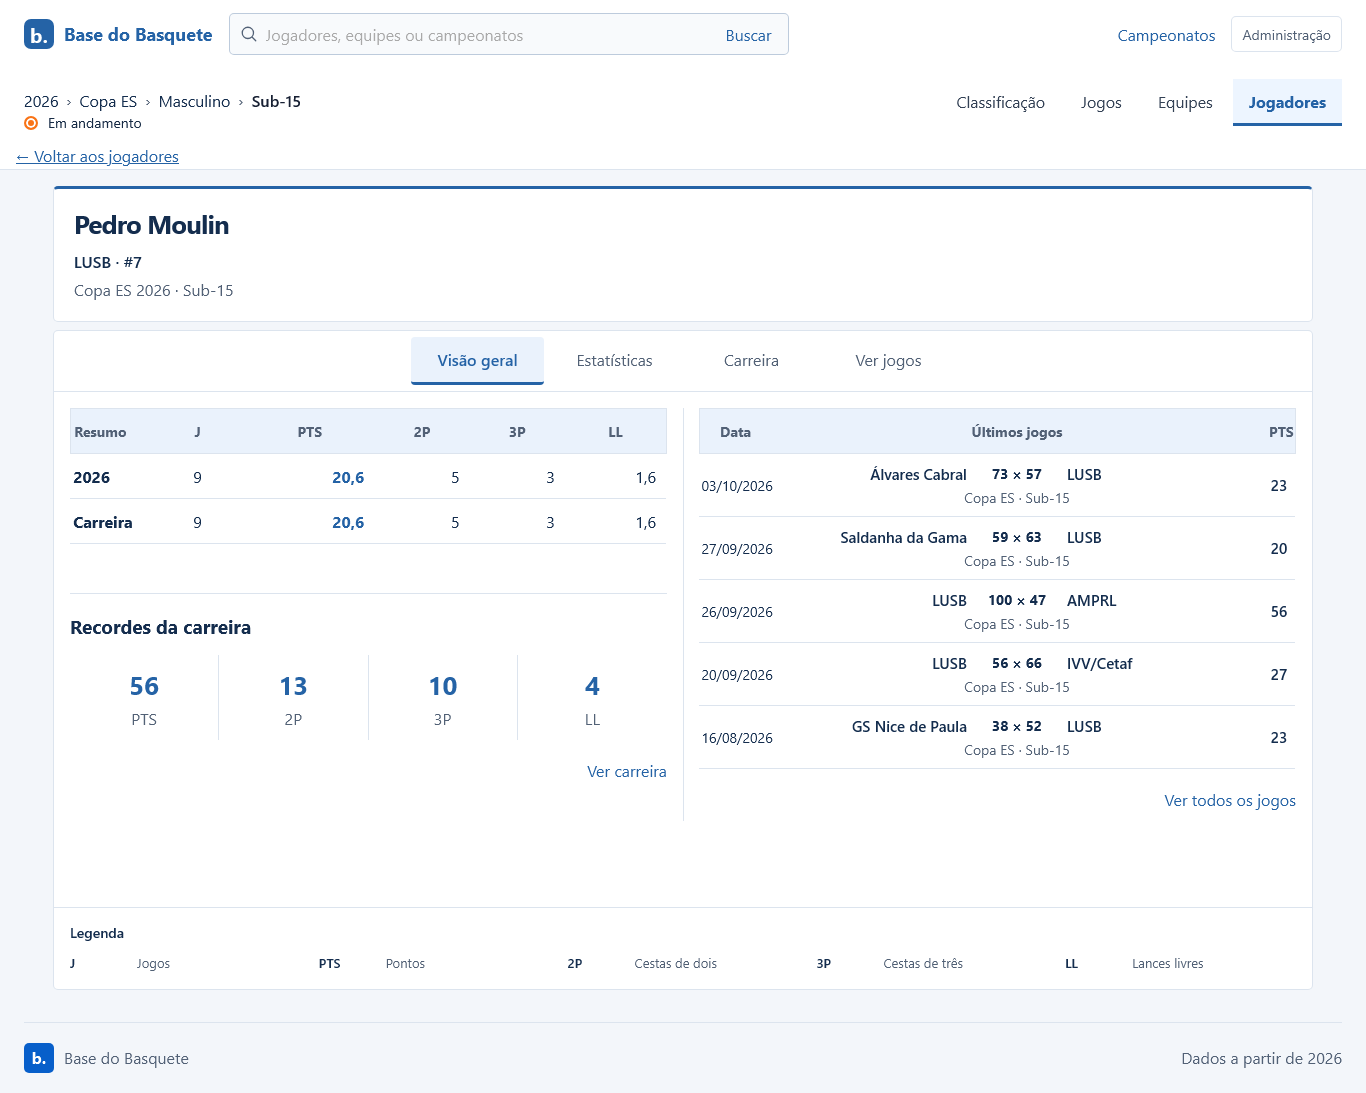 b. Base do Basquete
Jogadores, equipes ou campeonatos
Buscar
Campeonatos
Administração
2026 › Copa ES › Masculino › Sub-15
Em andamento
Classificação
Jogos
Equipes
Jogadores
← Voltar aos jogadores
Pedro Moulin
LUSB · #7
Copa ES 2026 · Sub-15
Visão geral
Estatísticas
Carreira
Ver jogos
Resumo J PTS 2P 3P LL
2026 9 20,6 5 3 1,6
Carreira 9 20,6 5 3 1,6
Recordes da carreira
56 13 10 4
PTS 2P 3P LL
Ver carreira
Data Últimos jogos PTS
03/10/2026 Álvares Cabral 73 × 57 LUSB 23
Copa ES · Sub-15
27/09/2026 Saldanha da Gama 59 × 63 LUSB 20
Copa ES · Sub-15
26/09/2026 LUSB 100 × 47 AMPRL 56
Copa ES · Sub-15
20/09/2026 LUSB 56 × 66 IVV/Cetaf 27
Copa ES · Sub-15
16/08/2026 GS Nice de Paula 38 × 52 LUSB 23
Copa ES · Sub-15
Ver todos os jogos
Legenda
J Jogos PTS Pontos 2P Cestas de dois 3P Cestas de três LL Lances livres
b. Base do Basquete
Dados a partir de 2026